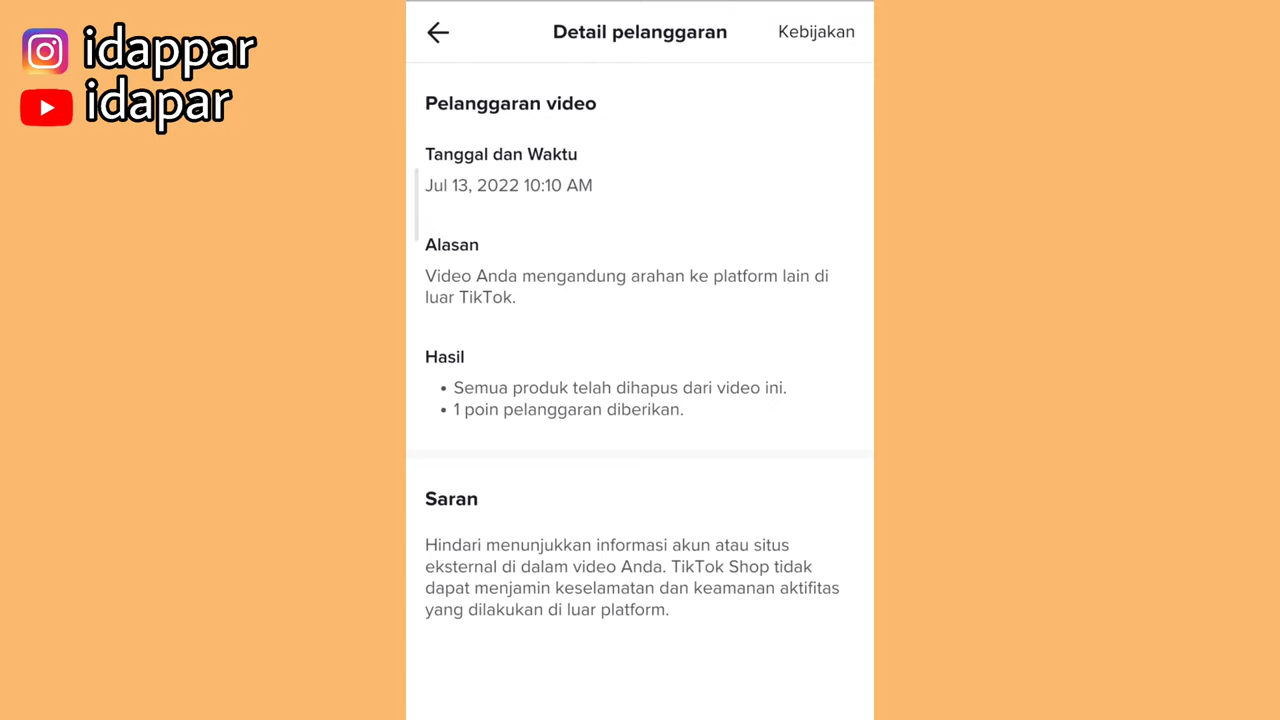 idappar
idapar
Detail pelanggaran
Kebijakan
Pelanggaran video
Tanggal dan Waktu
Jul 13, 2022 10:10 AM
Alasan
Video Anda mengandung arahan ke platform lain di
luar TikTok.
Hasil
• Semua produk telah dihapus dari video ini.
• 1 poin pelanggaran diberikan.
Saran
Hindari menunjukkan informasi akun atau situs
eksternal di dalam video Anda. TikTok Shop tidak
dapat menjamin keselamatan dan keamanan aktifitas
yang dilakukan di luar platform.